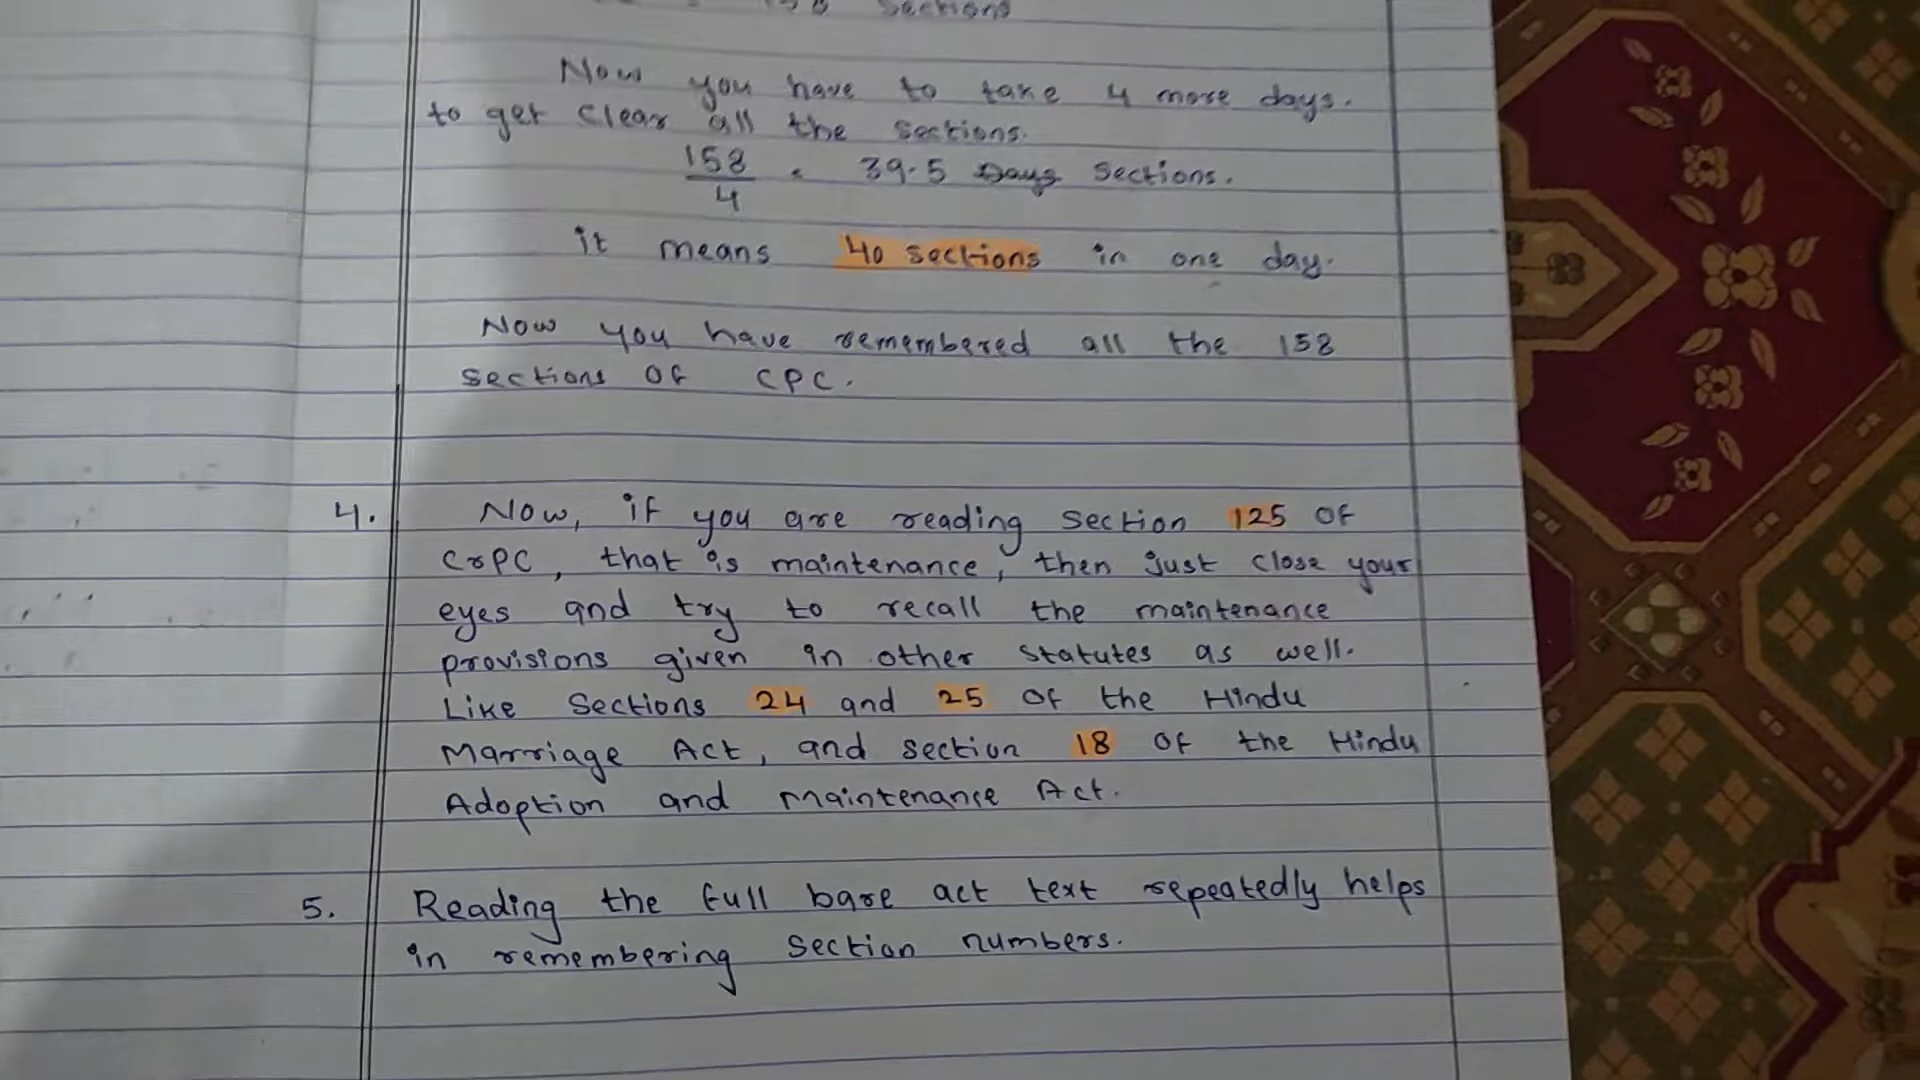 158 sections
Now you have to take 4 more days.
to get clear all the sections.
158
4 = 39.5 Days sections.
it means 40 sections in one day.
Now you have remembered all the 158
sections of CPC.
4. Now, if you are reading section 125 of
CrPC, that is maintenance, then just close your
eyes and try to recall the maintenance
provisions given in other statutes as well.
Like Sections 24 and 25 of the Hindu
Marriage Act, and section 18 of the Hindu
Adoption and Maintenance Act.
5. Reading the full bare act text repeatedly helps
in remembering section numbers.